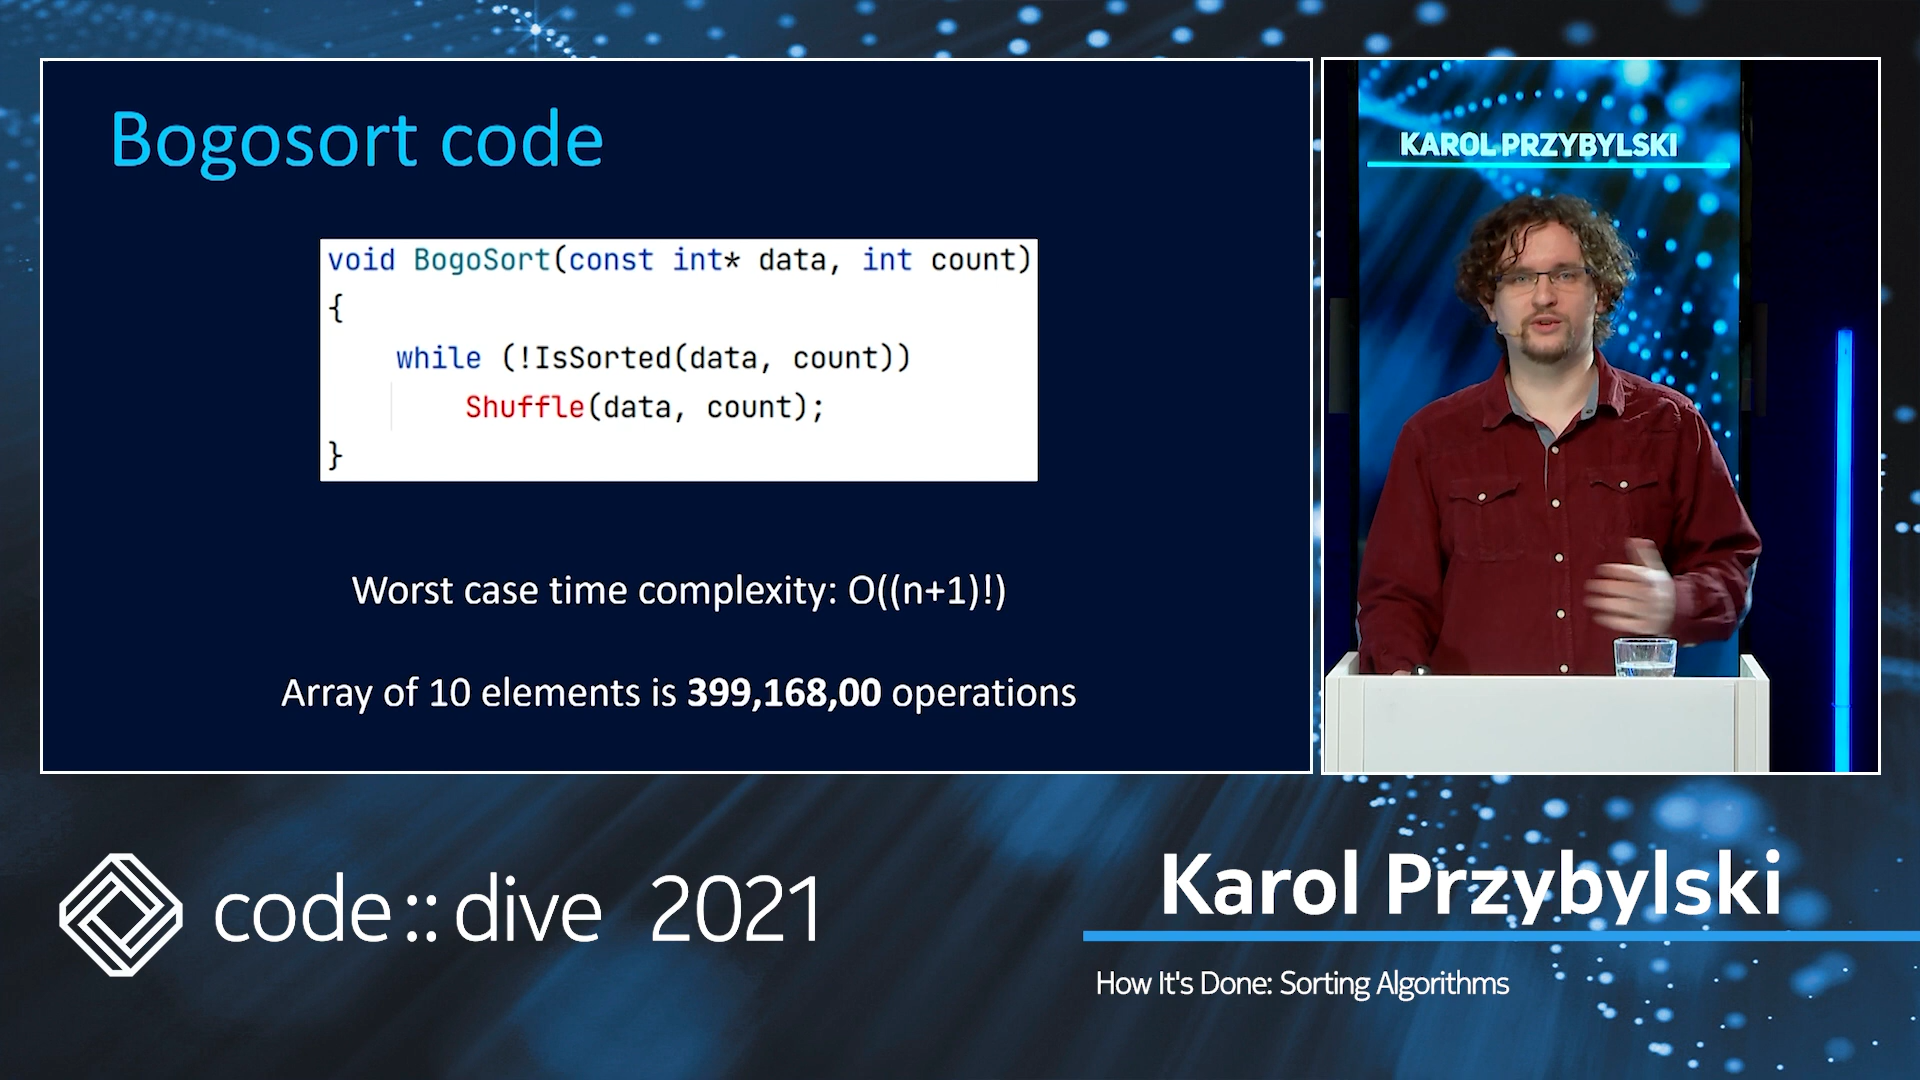 Bogosort code
void BogoSort(const int* data, int count)
{
while (!IsSorted(data, count))
Shuffle(data, count);
}
Worst case time complexity: O((n+1)!)
Array of 10 elements is 399,168,00 operations
KAROL PRZYBYLSKI
code::dive 2021
Karol Przybylski
How It's Done: Sorting Algorithms